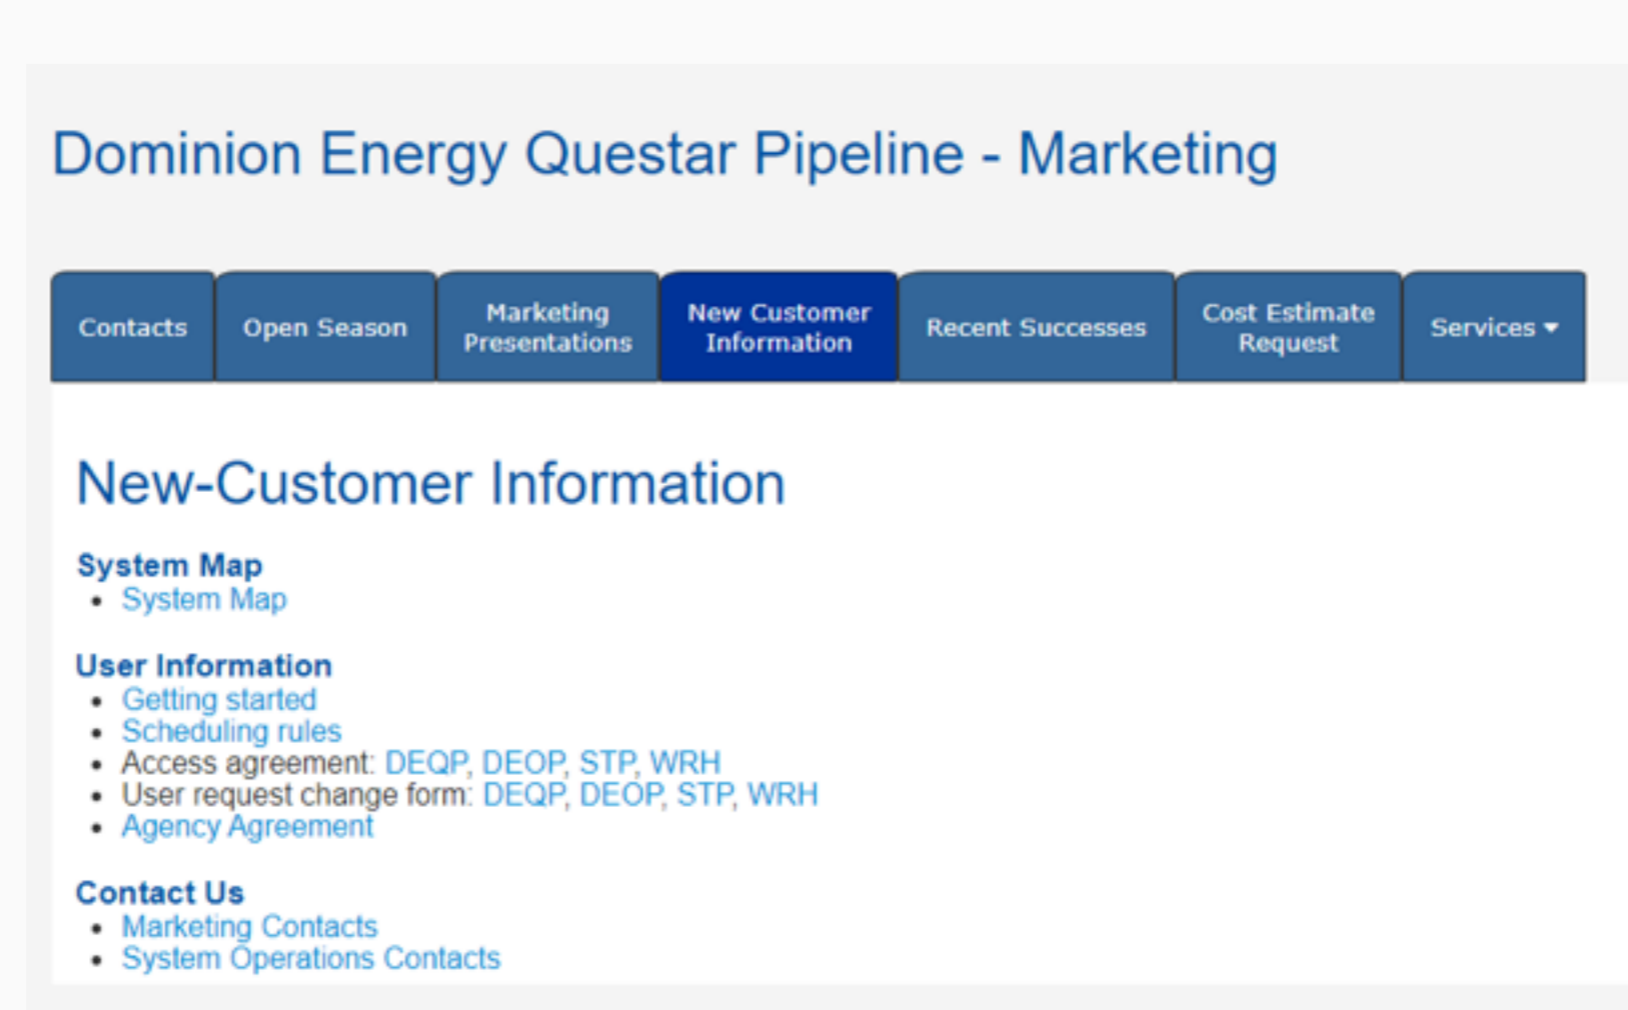 Dominion Energy Questar Pipeline - Marketing
Contacts
Open Season
Marketing
Presentations
New Customer
Information
Recent Successes
Cost Estimate
Request
Services
New-Customer Information
System Map
System Map
User Information
Getting started
Scheduling rules
Access agreement: DEQP, DEOP, STP, WRH
User request change form: DEQP, DEOP, STP, WRH
Agency Agreement
Contact Us
Marketing Contacts
System Operations Contacts